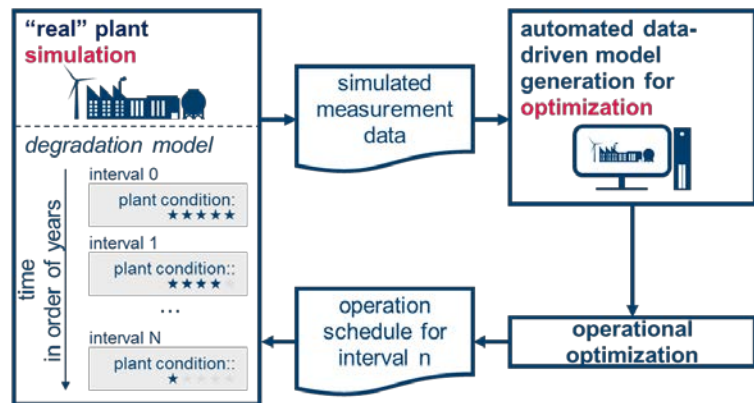 “real” plant
simulation
degradation model
time
in order of years
interval 0
plant condition::
★★★★★
interval 1
plant condition::
★★★★★
...
interval N
plant condition::
★★★★★
simulated
measurement
data
automated data-
driven model
generation for
optimization
operational
optimization
operation
schedule for
interval n